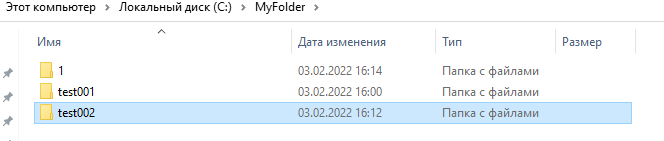 Этот компьютер > Локальный диск (C:) > MyFolder >
Имя Дата изменения Тип Размер
1 03.02.2022 16:14 Папка с файлами
test001 03.02.2022 16:00 Папка с файлами
test002 03.02.2022 16:12 Папка с файлами